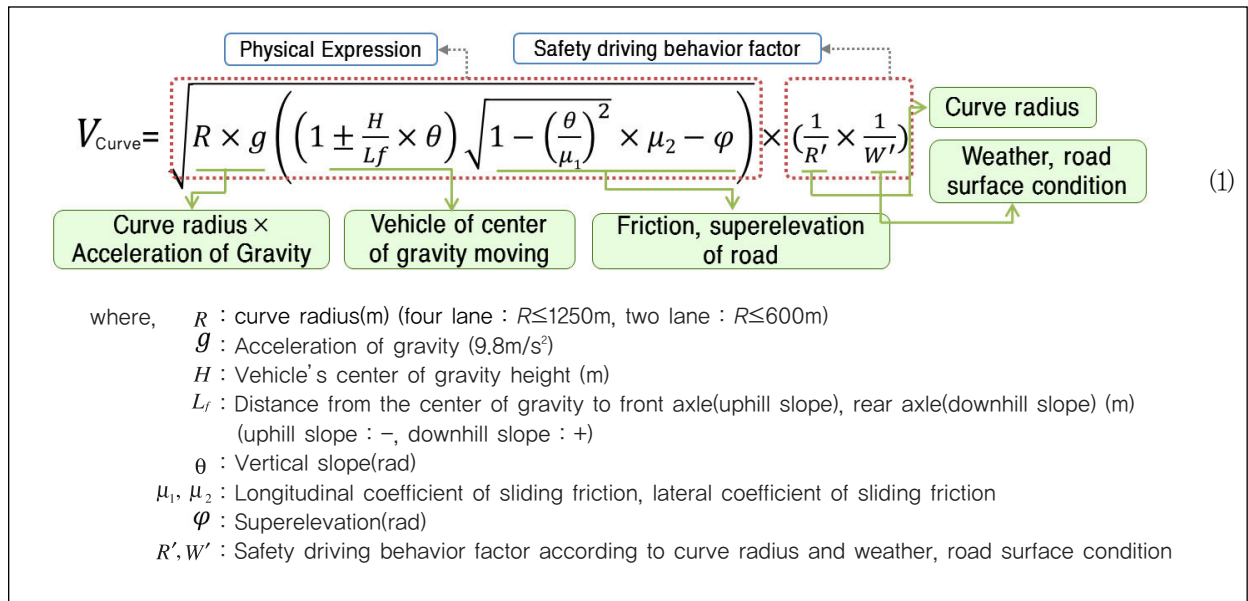 Physical Expression
Safety driving behavior factor
V_Curve= √(R × g((1 ± H/Lf × θ)√(1 − (θ/μ₁)²) × μ₂ − φ)) × (1/R′ × 1/W′)
Curve radius
Weather, road
surface condition
(1)
Curve radius ×
Acceleration of Gravity
Vehicle of center
of gravity moving
Friction, superelevation
of road
where, R : curve radius(m) (four lane : R≤1250m, two lane : R≤600m)
g : Acceleration of gravity (9.8m/s²)
H : Vehicle's center of gravity height (m)
L_f : Distance from the center of gravity to front axle(uphill slope), rear axle(downhill slope) (m)
(uphill slope : −, downhill slope : +)
θ : Vertical slope(rad)
μ₁, μ₂ : Longitudinal coefficient of sliding friction, lateral coefficient of sliding friction
φ : Superelevation(rad)
R′, W′ : Safety driving behavior factor according to curve radius and weather, road surface condition